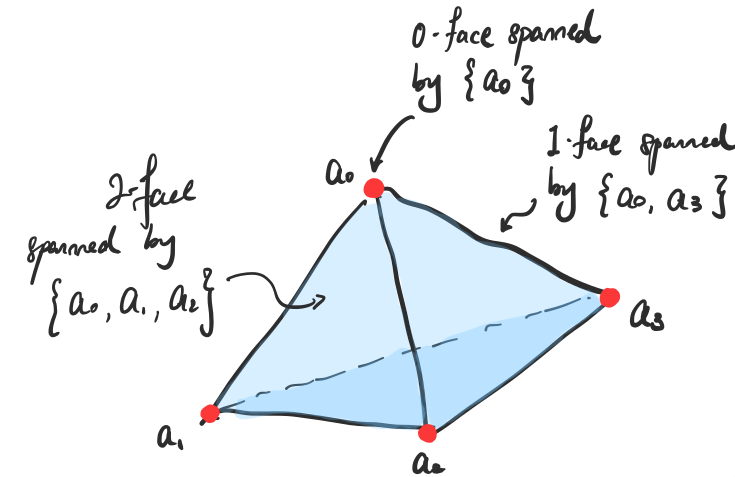 0-face spanned
by {a₀}
1-face spanned
by {a₀, a₃}
2-face
spanned by
{a₀, a₁, a₂}
a₀
a₃
a₁
a₂